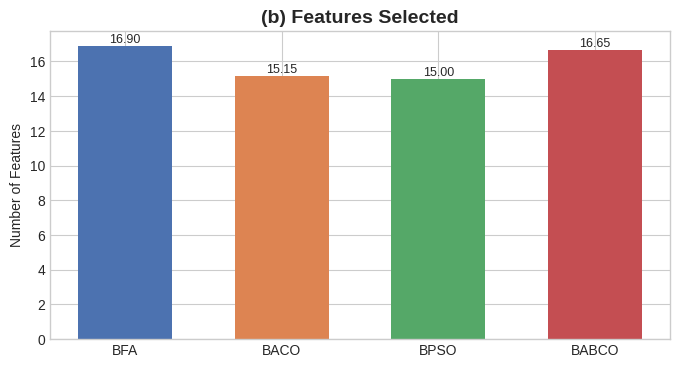 (b) Features Selected
Number of Features
16
14
12
10
8
6
4
2
0
16.90
15.15
15.00
16.65
BFA
BACO
BPSO
BABCO